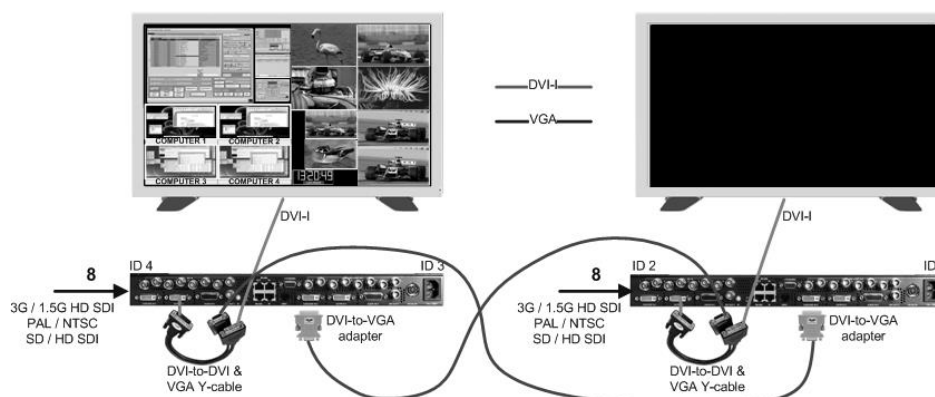 COMPUTER 1
COMPUTER 2
COMPUTER 3
COMPUTER 4
13:20:49
DVI-I
VGA
DVI-I
DVI-I
ID 4
ID 3
8
3G / 1.5G HD SDI
PAL / NTSC
SD / HD SDI
DVI-to-DVI &
VGA Y-cable
DVI-to-VGA
adapter
ID 2
ID
8
3G / 1.5G HD SDI
PAL / NTSC
SD / HD SDI
DVI-to-DVI &
VGA Y-cable
DVI-to-VGA
adapter